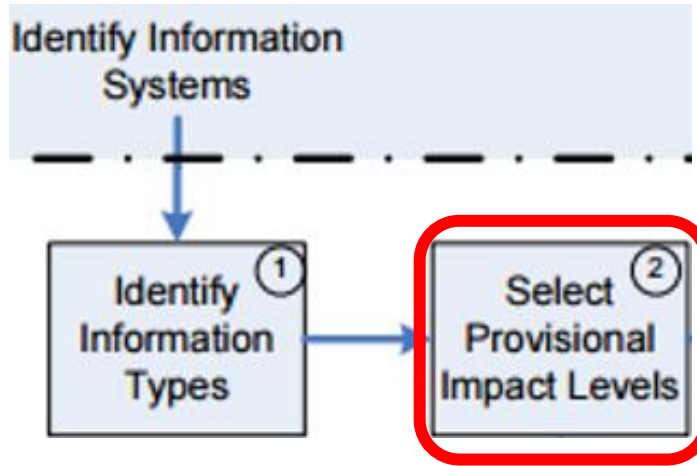 Identify Information
Systems
1
Identify
Information
Types
2
Select
Provisional
Impact Levels